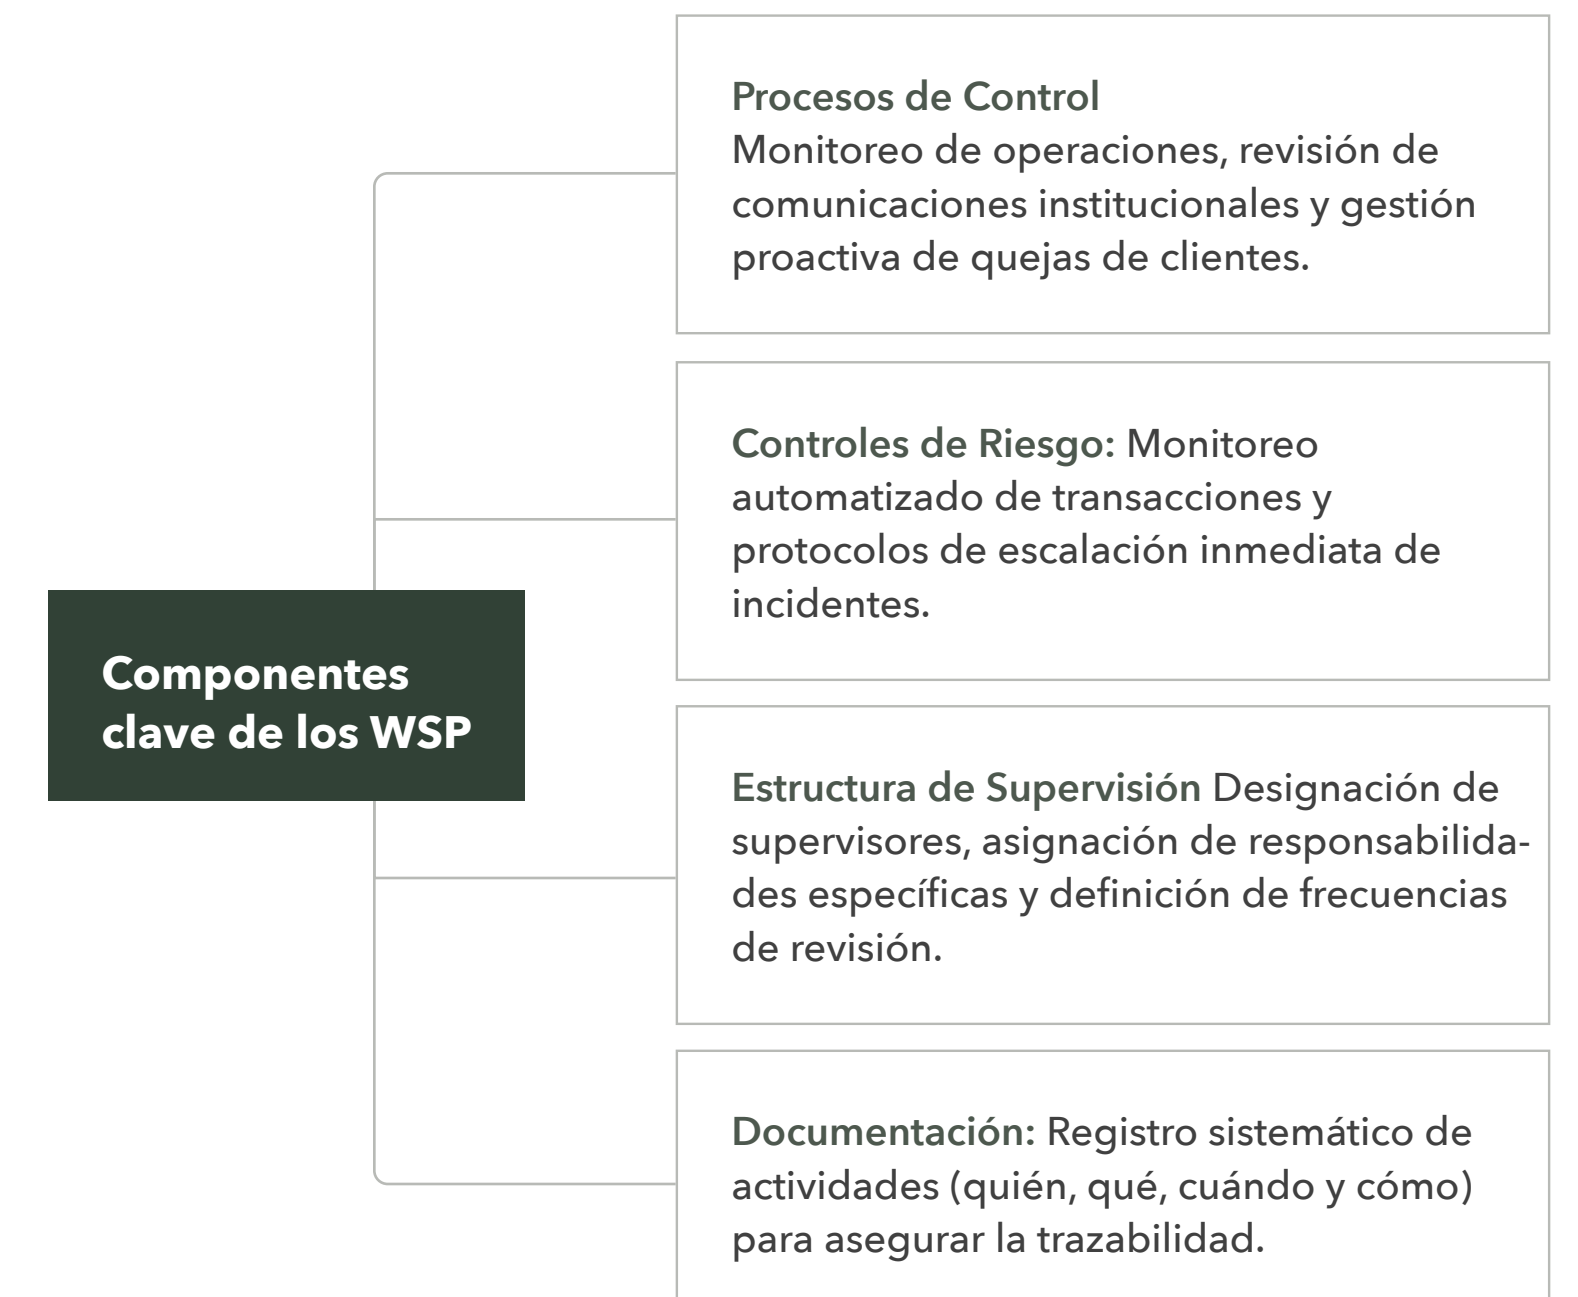 Procesos de Control
Monitoreo de operaciones, revisión de
comunicaciones institucionales y gestión
proactiva de quejas de clientes.
Controles de Riesgo: Monitoreo
automatizado de transacciones y
protocolos de escalación inmediata de
incidentes.
Componentes
clave de los WSP
Estructura de Supervisión Designación de
supervisores, asignación de responsabilida-
des específicas y definición de frecuencias
de revisión.
Documentación: Registro sistemático de
actividades (quién, qué, cuándo y cómo)
para asegurar la trazabilidad.